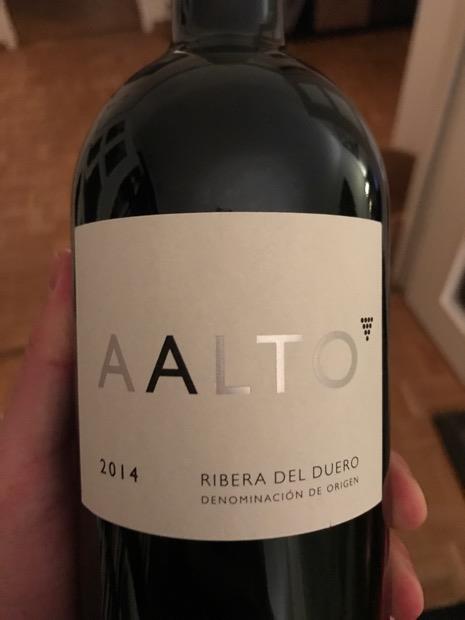 AALTO
2014
RIBERA DEL DUERO
DENOMINACIÓN DE ORIGEN